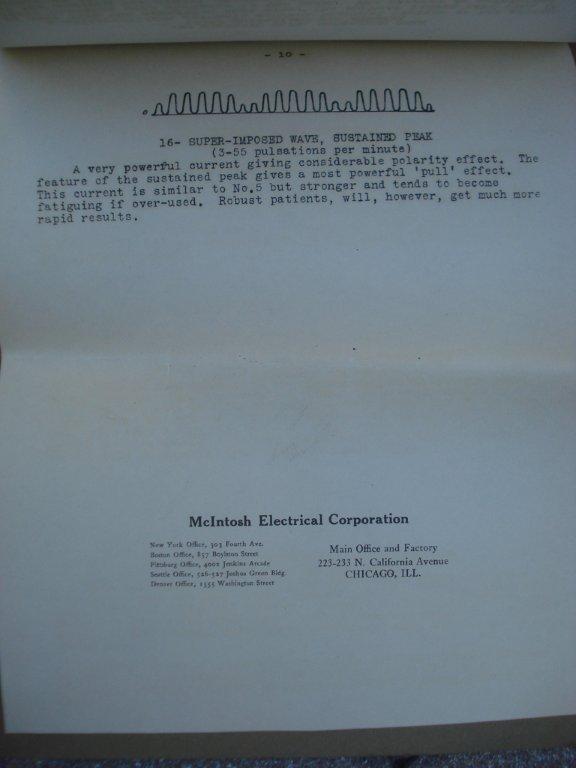 - 10 -
16- SUPER-IMPOSED WAVE, SUSTAINED PEAK
(3-55 pulsations per minute)
A very powerful current giving considerable polarity effect. The
feature of the sustained peak gives a most powerful 'pull' effect.
This current is similar to No.5 but stronger and tends to become
fatiguing if over-used. Robust patients, will, however, get much more
rapid results.
McIntosh Electrical Corporation
New York Office, 303 Fourth Ave.
Boston Office, 857 Boylston Street
Pittsburg Office, 4002 Jenkins Arcade
Seattle Office, 526-527 Joshua Green Bldg.
Denver Office, 1555 Washington Street
Main Office and Factory
223-233 N. California Avenue
CHICAGO, ILL.